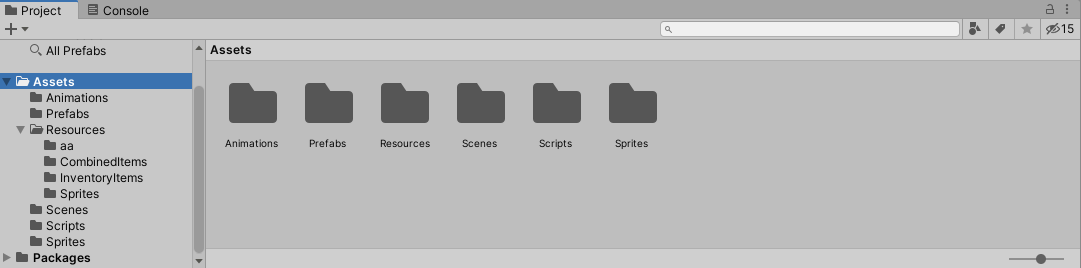 Project
Console
15
All Prefabs
Assets
Animations
Prefabs
Resources
aa
CombinedItems
InventoryItems
Sprites
Scenes
Scripts
Sprites
Packages
Assets
Animations Prefabs Resources Scenes Scripts Sprites